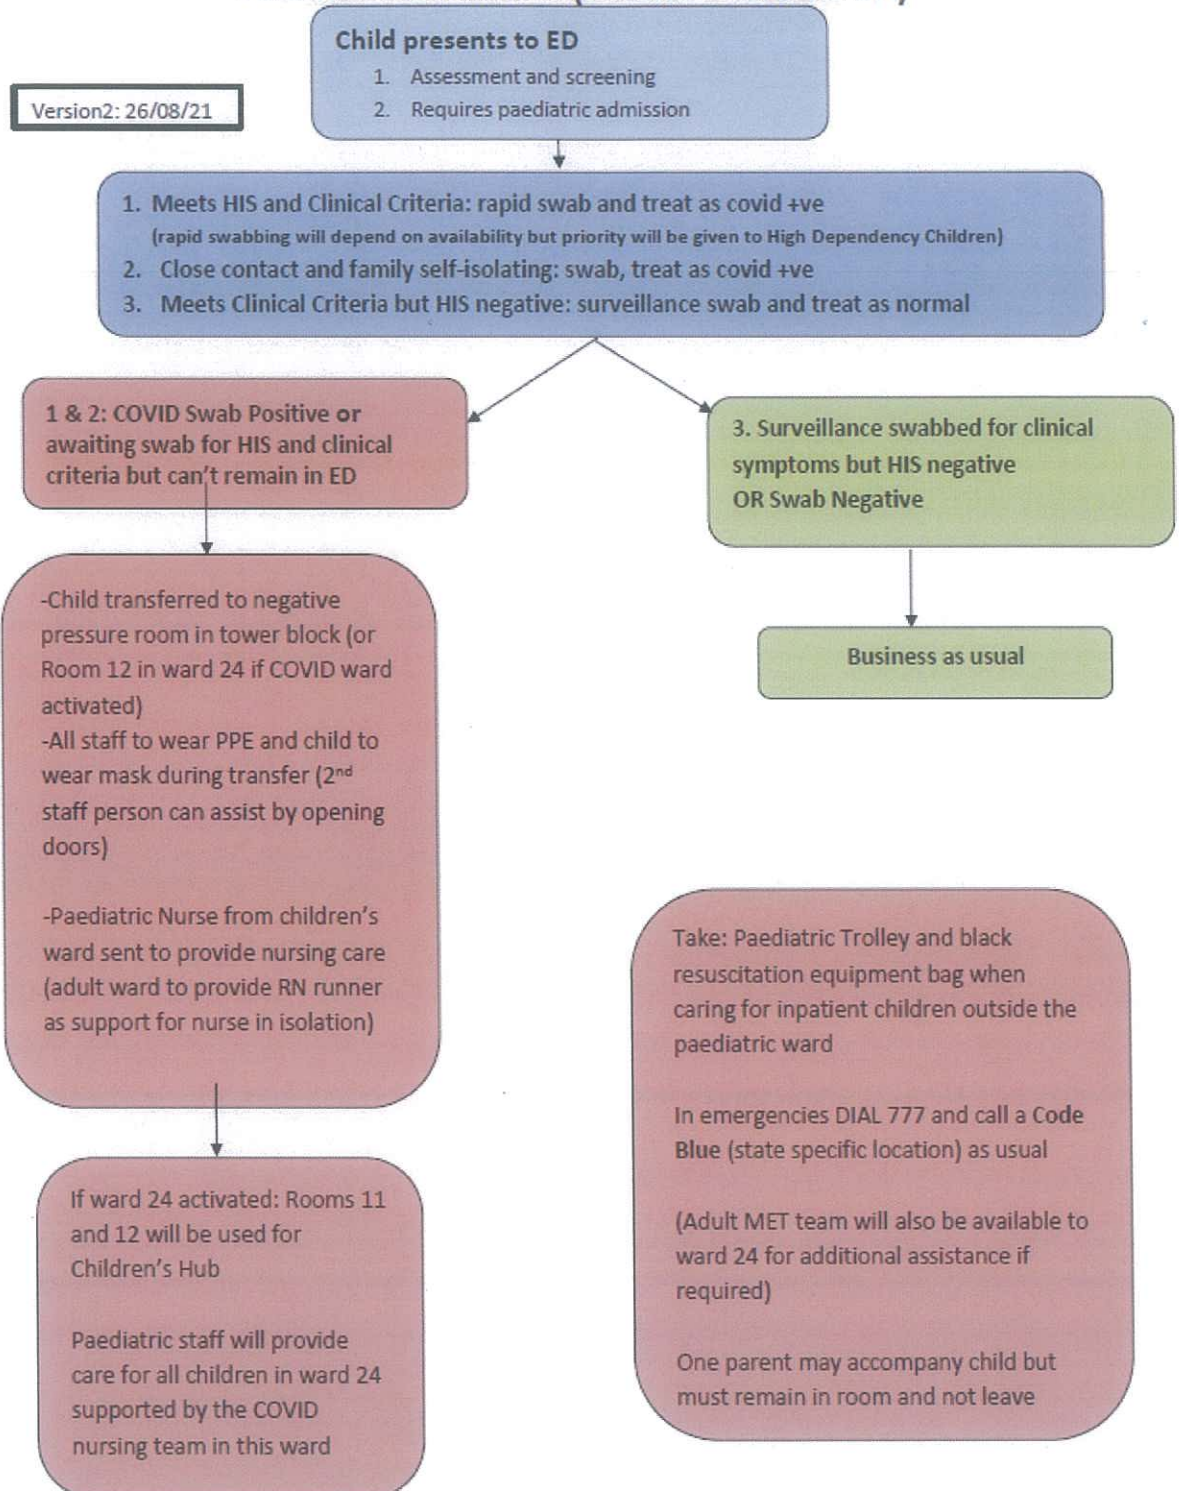 Version2: 26/08/21
Child presents to ED
1. Assessment and screening
2. Requires paediatric admission
1. Meets HIS and Clinical Criteria: rapid swab and treat as covid +ve
(rapid swabbing will depend on availability but priority will be given to High Dependency Children)
2. Close contact and family self-isolating: swab, treat as covid +ve
3. Meets Clinical Criteria but HIS negative: surveillance swab and treat as normal
1 & 2: COVID Swab Positive or
awaiting swab for HIS and clinical
criteria but can't remain in ED
3. Surveillance swabbed for clinical
symptoms but HIS negative
OR Swab Negative
Business as usual
-Child transferred to negative
pressure room in tower block (or
Room 12 in ward 24 if COVID ward
activated)
-All staff to wear PPE and child to
wear mask during transfer (2nd
staff person can assist by opening
doors)
-Paediatric Nurse from children's
ward sent to provide nursing care
(adult ward to provide RN runner
as support for nurse in isolation)
If ward 24 activated: Rooms 11
and 12 will be used for
Children's Hub
Paediatric staff will provide
care for all children in ward 24
supported by the COVID
nursing team in this ward
Take: Paediatric Trolley and black
resuscitation equipment bag when
caring for inpatient children outside the
paediatric ward
In emergencies DIAL 777 and call a Code
Blue (state specific location) as usual
(Adult MET team will also be available to
ward 24 for additional assistance if
required)
One parent may accompany child but
must remain in room and not leave